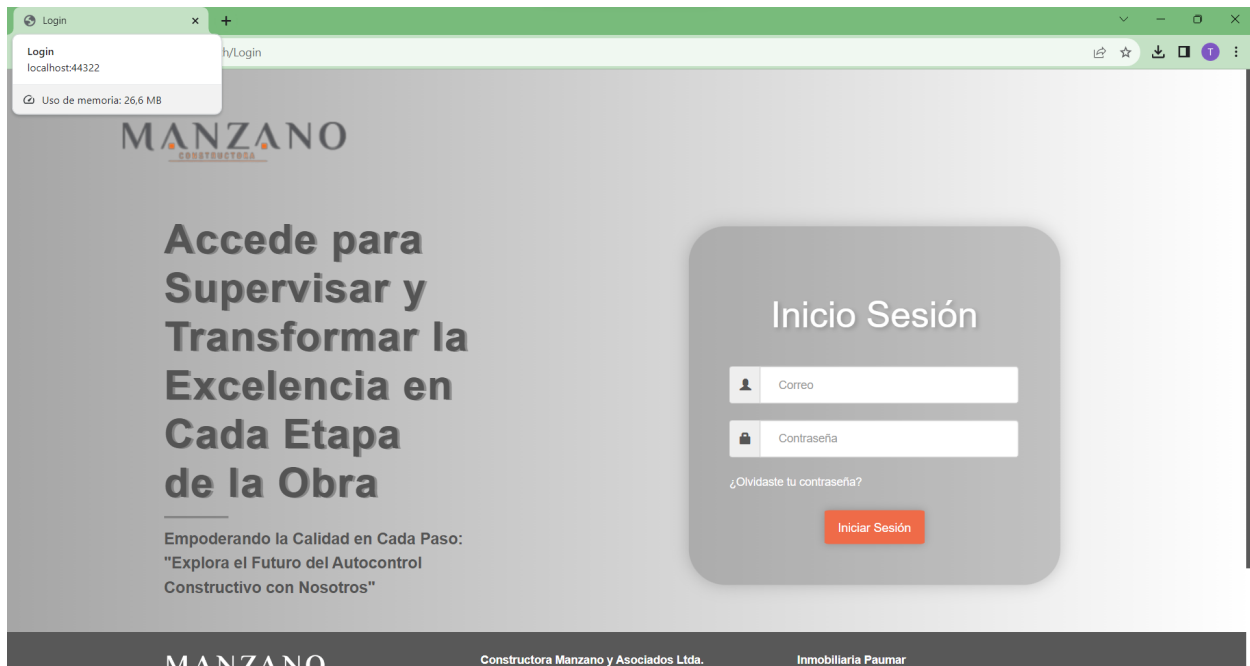 Login
Login
localhost:44322
h/Login
T
Uso de memoria: 26,6 MB
MANZANO
CONSTRUCTORA
Accede para
Supervisar y
Transformar la
Excelencia en
Cada Etapa
de la Obra
Empoderando la Calidad en Cada Paso:
"Explora el Futuro del Autocontrol
Constructivo con Nosotros"
Inicio Sesión
Correo
Contraseña
¿Olvidaste tu contraseña?
Iniciar Sesión
MANZANO
Constructora Manzano y Asociados Ltda.
Inmobiliaria Paumar